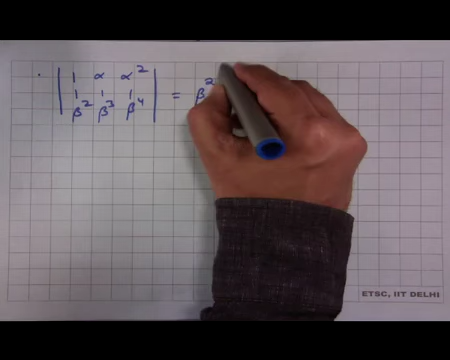 | 1 α α² |
| 1 1 1 | = β²
| β² β³ β⁴ |
ETSC, IIT DELHI